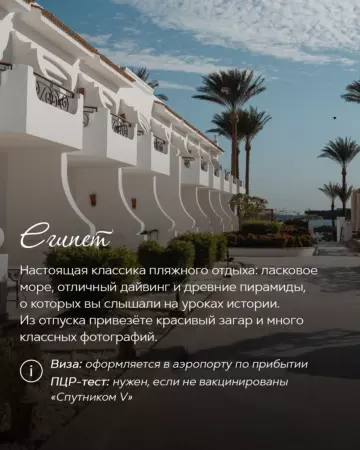 Египет
Настоящая классика пляжного отдыха: ласковое
море, отличный дайвинг и древние пирамиды,
о которых вы слышали на уроках истории.
Из отпуска привезёте красивый загар и много
классных фотографий.
i
Виза: оформляется в аэропорту по прибытии
ПЦР-тест: нужен, если не вакцинированы
«Спутником V»